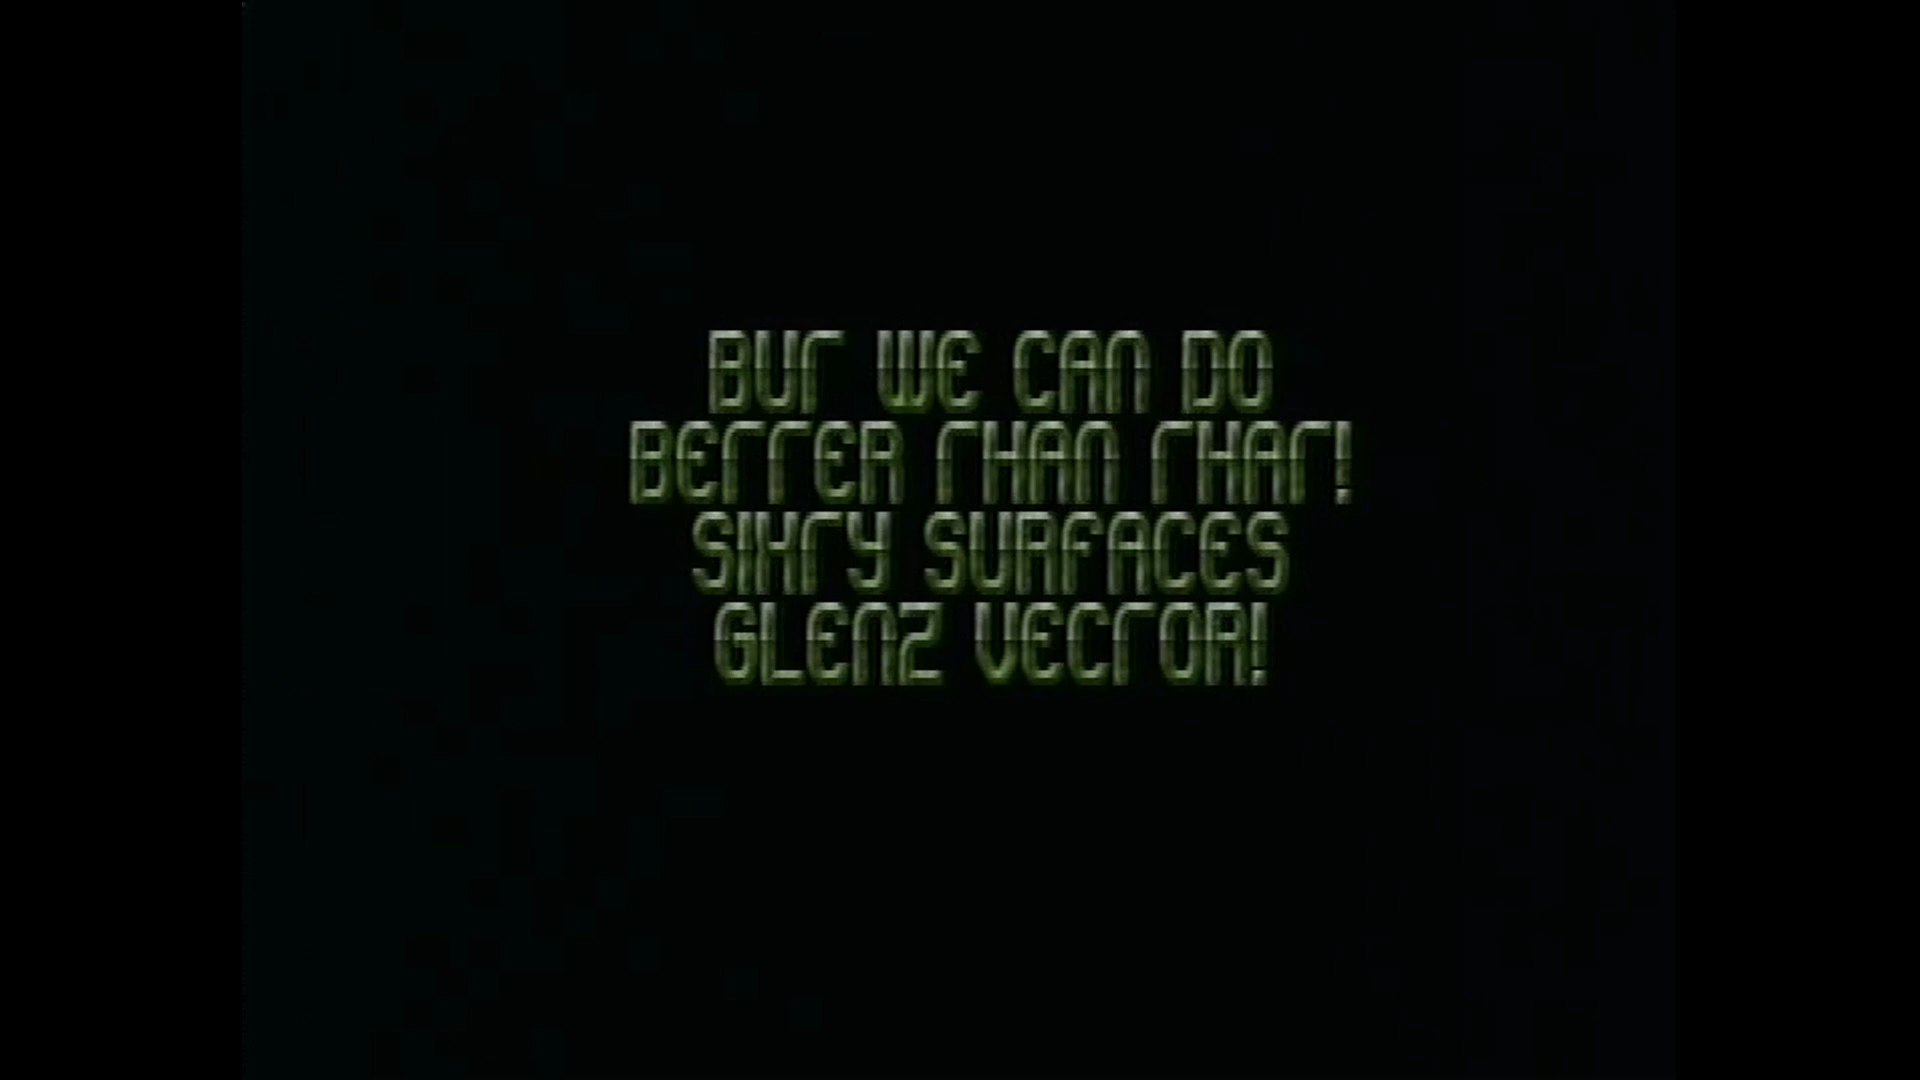 BUT WE CAN DO
BETTER THAN THAT!
SIXTY SURFACES
GLENZ VECTOR!